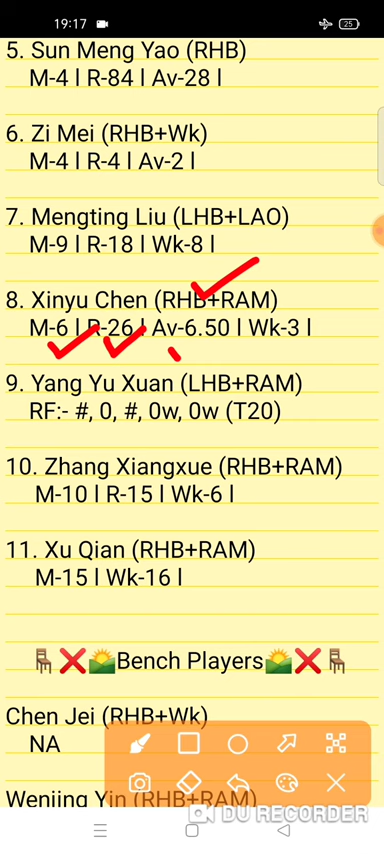 19:17
25
5. Sun Meng Yao (RHB)
M-4 l R-84 l Av-28 l
6. Zi Mei (RHB+Wk)
M-4 l R-4 l Av-2 l
7. Mengting Liu (LHB+LAO)
M-9 l R-18 l Wk-8 l
8. Xinyu Chen (RHB+RAM)
M-6 l R-26 l Av-6.50 l Wk-3 l
9. Yang Yu Xuan (LHB+RAM)
RF:- #, 0, #, 0w, 0w (T20)
10. Zhang Xiangxue (RHB+RAM)
M-10 l R-15 l Wk-6 l
11. Xu Qian (RHB+RAM)
M-15 l Wk-16 l
🪑❌🌄Bench Players🌄❌🪑
Chen Jei (RHB+Wk)
NA
Wenjing Yin (RHB+RAM)
DU RECORDER